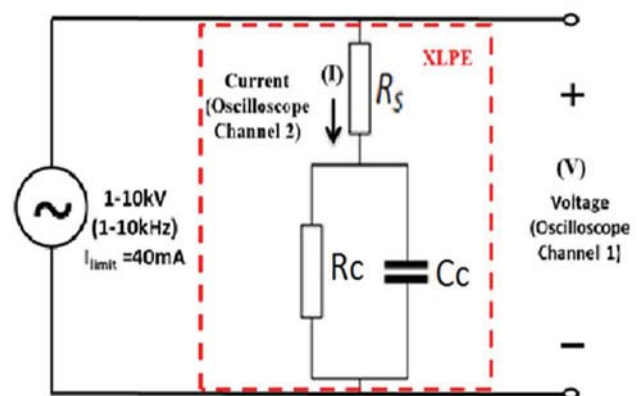 XLPE
Current
(Oscilloscope
Channel 2)
(I)
Rs
1-10kV
(1-10kHz)
Ilimit =40mA
Rc
Cc
+
(V)
Voltage
(Oscilloscope
Channel 1)
−